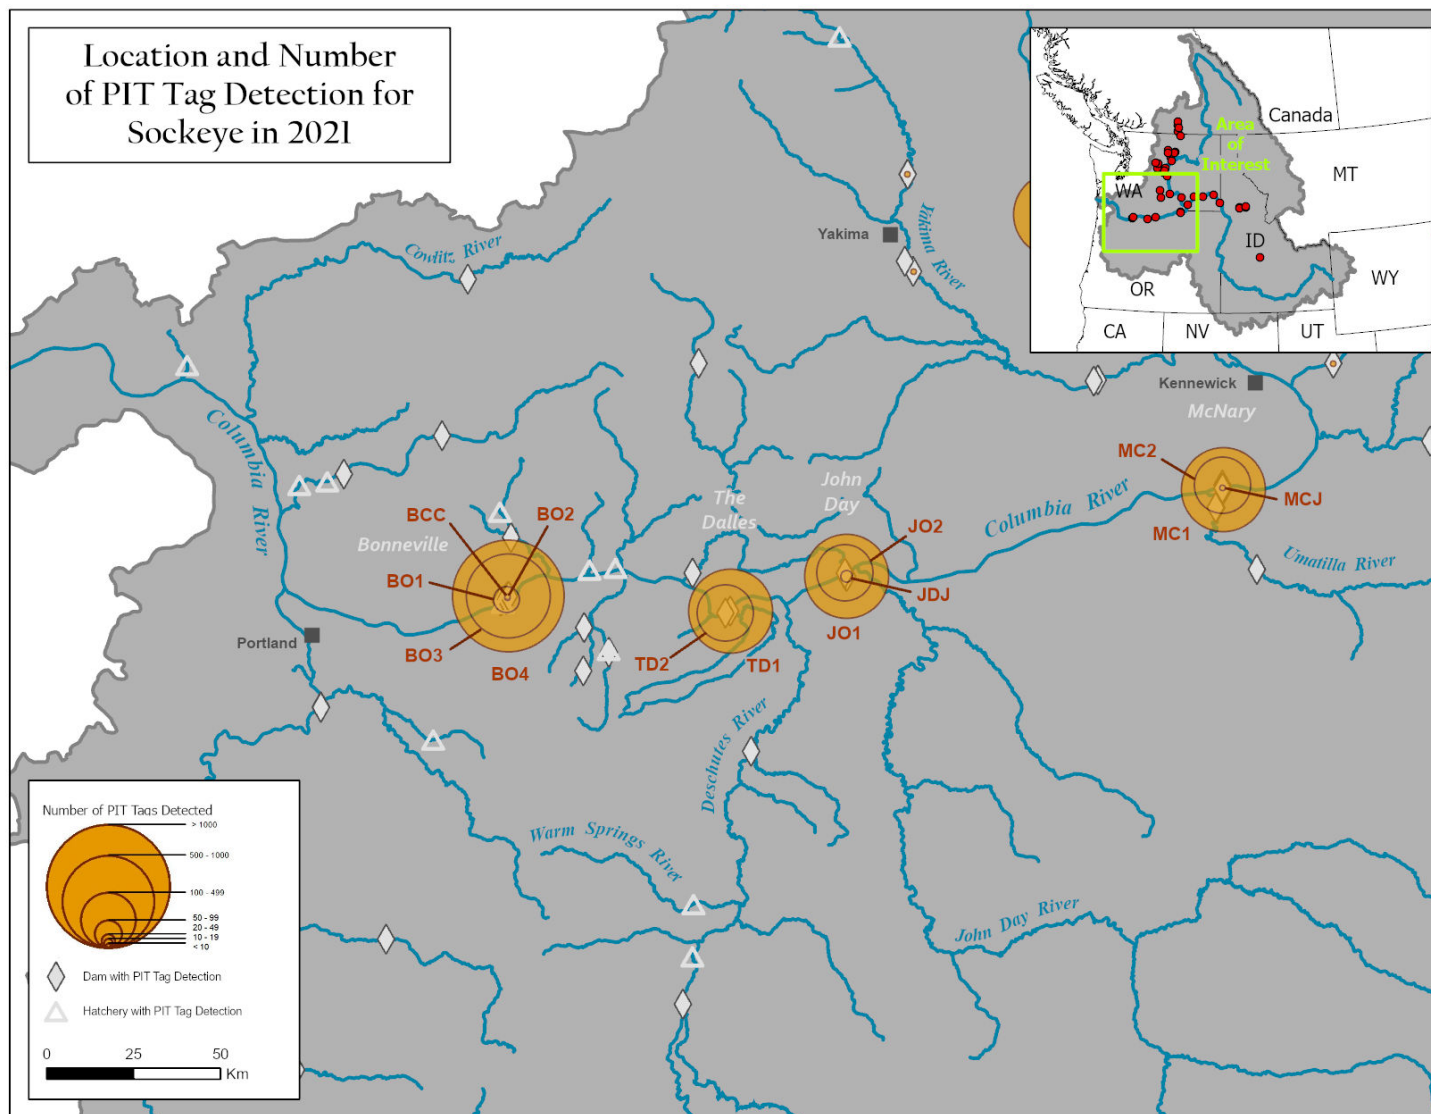 Location and Number
of PIT Tag Detection for
Sockeye in 2021
Canada
Area
of
Interest
WA
MT
ID
OR
WY
CA
NV
UT
Yakima
Yakima River
Cowlitz River
Kennewick
McNary
Columbia River
MC2
MCJ
MC1
Umatilla River
Columbia River
John
Day
The
Dalles
JO2
JDJ
JO1
BCC
BO2
Bonneville
BO1
BO3
BO4
TD2
TD1
Portland
Deschutes River
Warm Springs River
John Day River
Number of PIT Tags Detected
> 1000
500 - 1000
100 - 499
50 - 99
20 - 49
10 - 19
< 10
Dam with PIT Tag Detection
Hatchery with PIT Tag Detection
0 25 50
Km